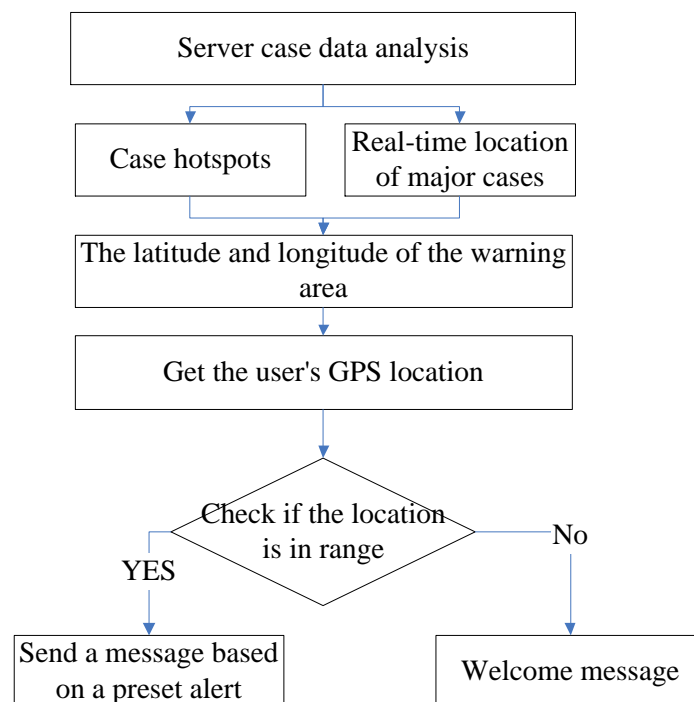 Server case data analysis
Case hotspots
Real-time location
of major cases
The latitude and longitude of the warning
area
Get the user's GPS location
Check if the location
is in range
YES
No
Send a message based
on a preset alert
Welcome message